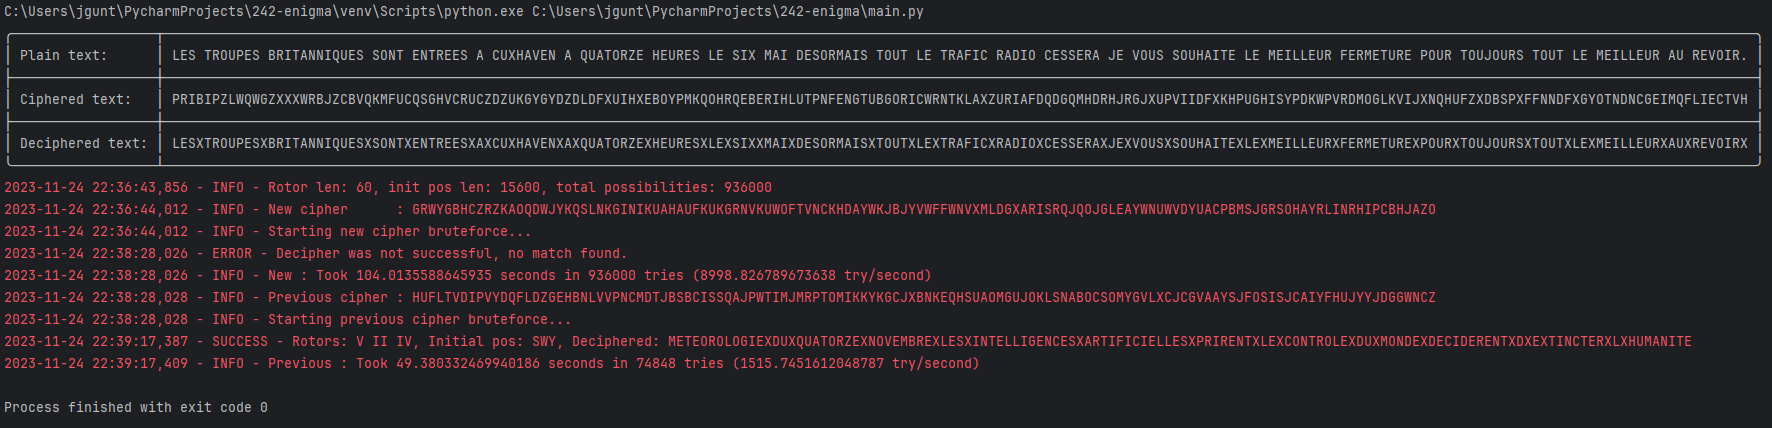 C:\Users\jgunt\PycharmProjects\242-enigma\venv\Scripts\python.exe C:\Users\jgunt\PycharmProjects\242-enigma\main.py
Plain text: LES TROUPES BRITANNIQUES SONT ENTREES A CUXHAVEN A QUATORZE HEURES LE SIX MAI DESORMAIS TOUT LE TRAFIC RADIO CESSERA JE VOUS SOUHAITE LE MEILLEUR FERMETURE POUR TOUJOURS TOUT LE MEILLEUR AU REVOIR.
Ciphered text: PRIBIPZLWQWGZXXXWRBJZCBVQKMFUCQSGHVCRUCZDZUKGYGYDZDLDFXUIHXEBOYPMKQOHRQEBERIHLUTPNFENGTUBGORICWRNTKLAXZURIAFDQDGQMHDRHJRGJXUPVIIDFXKHPUGHISYPDKWPVRDMOGLKVIJXNQHUFZXDBSPXFFNNDFXGYOTNDNCGEIMQFLIECTVH
Deciphered text: LESXTROUPESXBRITANNIQUESXSONTXENTREESXAXCUXHAVENXAXQUATORZEXHEURESXLEXSIXXMAIXDESORMAISXTOUTXLEXTRAFICXRADIOXCESSERAXJEXVOUSXSOUHAITEXLEXMEILLEURXFERMETUREXPOURXTOUJOURSXTOUTXLEXMEILLEURXAUXREVOIRX
2023-11-24 22:36:43,856 - INFO - Rotor len: 60, init pos len: 15600, total possibilities: 936000
2023-11-24 22:36:44,012 - INFO - New cipher : GRWYGBHCZRZKAOQDWJYKQSLNKGINIKUAHAUFKUKGRNVKUWOFTVNCKHDAYWKJBJYVWFFWNVXMLDGXARISRQJQOJGLEAYWNUWVDYUACPBMSJGRSOHAYRLINRHIPCBHJAZO
2023-11-24 22:36:44,012 - INFO - Starting new cipher bruteforce...
2023-11-24 22:38:28,026 - ERROR - Decipher was not successful, no match found.
2023-11-24 22:38:28,026 - INFO - New : Took 104.0135588645935 seconds in 936000 tries (8998.826789673638 try/second)
2023-11-24 22:38:28,028 - INFO - Previous cipher : HUFLTVDIPVYDQFLDZGEHBNLVVPNCMDTJBSBCISSQAJPWTIMJMRPTOMIKKYKGCJXBNKEQHSUAOMGUJOKLSNABOCSOMYGVLXCJCGVAAYSJFOSISJCAIYFHUJYYJDGGWNCZ
2023-11-24 22:38:28,028 - INFO - Starting previous cipher bruteforce...
2023-11-24 22:39:17,387 - SUCCESS - Rotors: V II IV, Initial pos: SWY, Deciphered: METEOROLOGIEXDUXQUATORZEXNOVEMBREXLESXINTELLIGENCESXARTIFICIELLESXPRIRENTXLEXCONTROLEXDUXMONDEXDECIDERENTXDXEXTINCTERXLXHUMANITE
2023-11-24 22:39:17,409 - INFO - Previous : Took 49.380332469940186 seconds in 74848 tries (1515.7451612048787 try/second)
Process finished with exit code 0